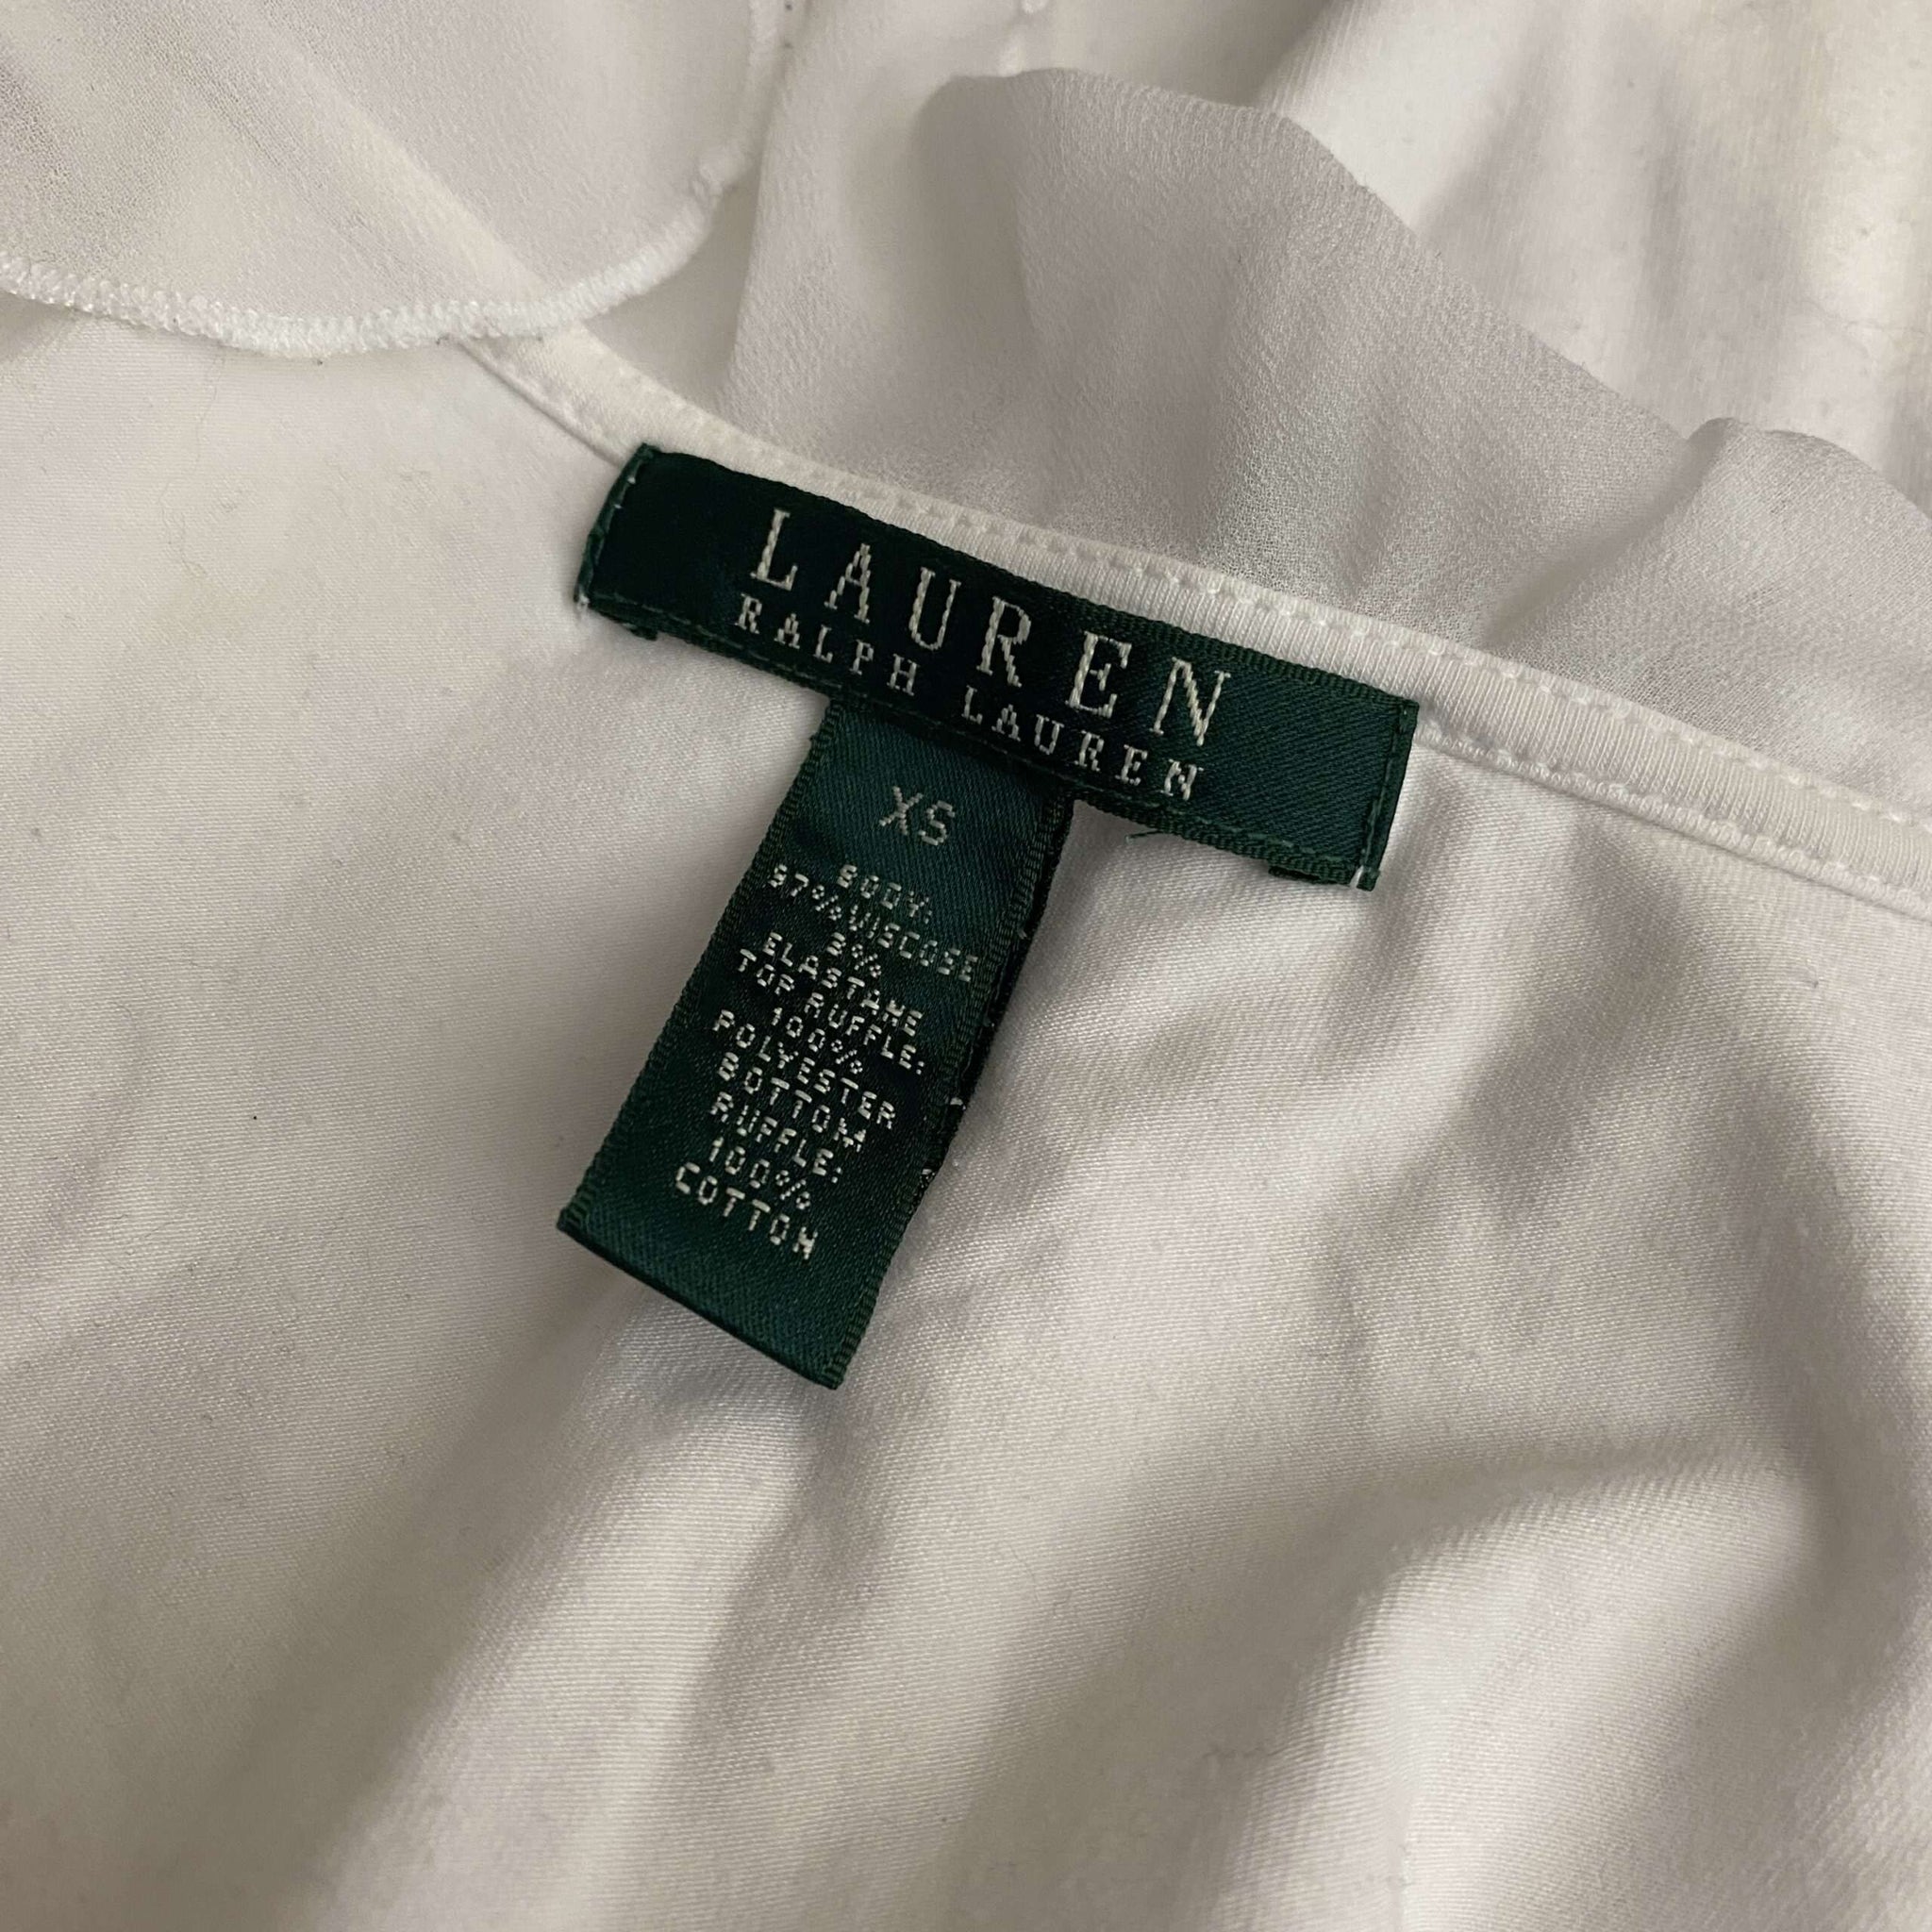 LAUREN
RALPH LAUREN
XS
BODY:
97%VISCOSE
3%
ELASTANE
TOP RUFFLE:
100%
POLYESTER
BOTTOM
RUFFLE:
100%
COTTON